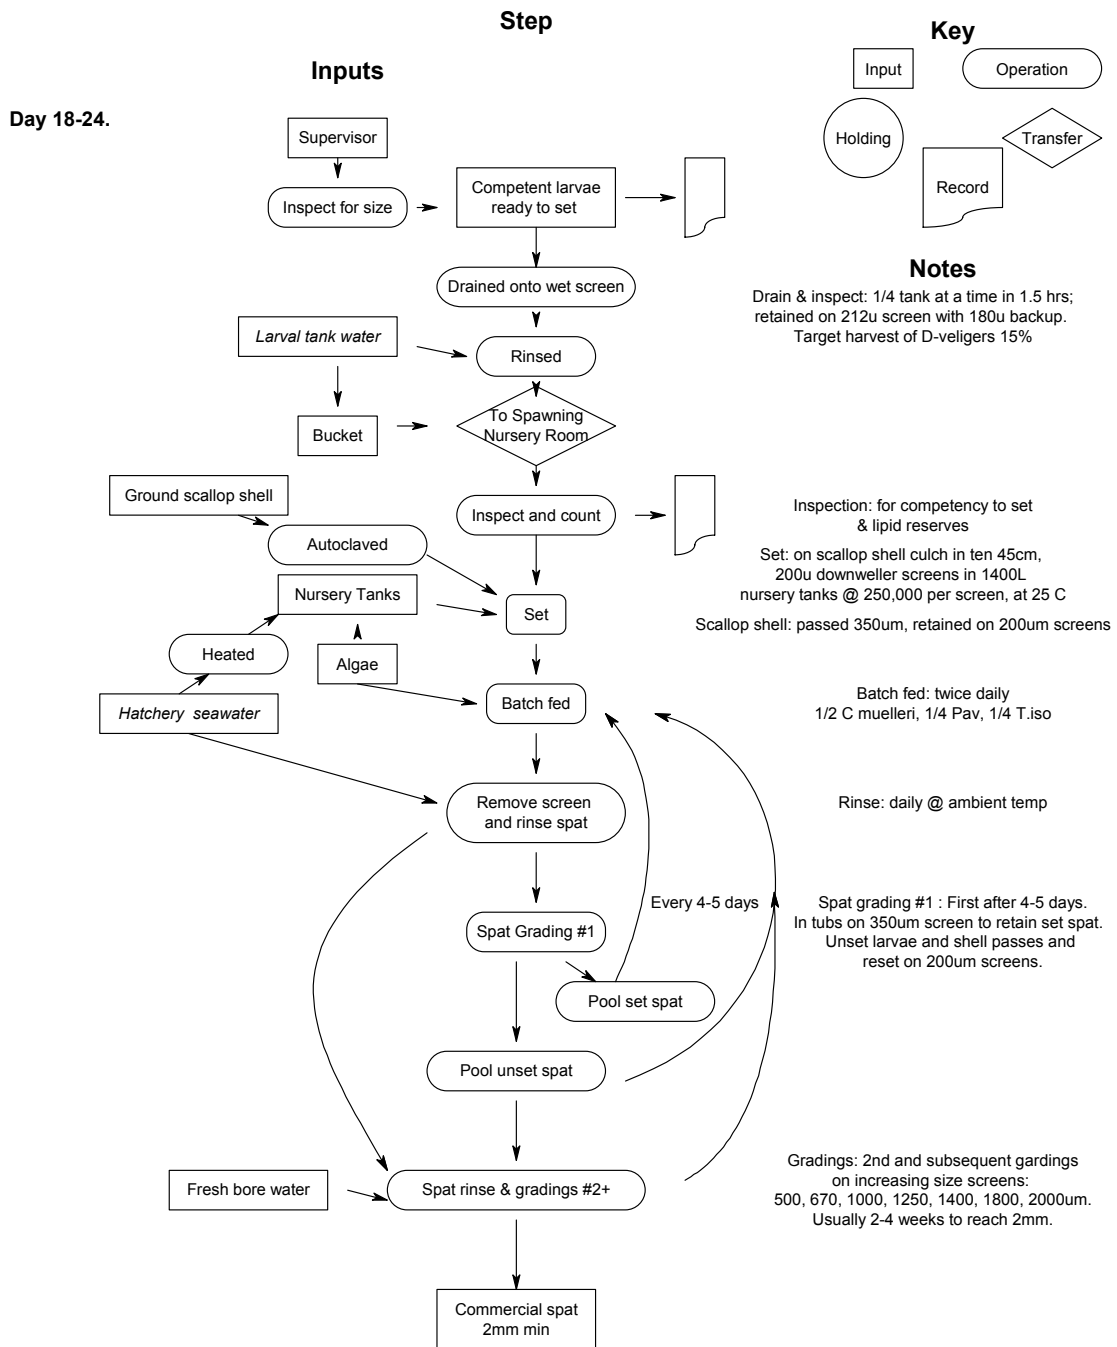 Step
Key
Inputs
Input
Operation
Day 18-24.
Supervisor
Holding
Transfer
Inspect for size
Competent larvae
ready to set
Record
Notes
Drained onto wet screen
Drain & inspect: 1/4 tank at a time in 1.5 hrs;
retained on 212u screen with 180u backup.
Target harvest of D-veligers 15%
Larval tank water
Rinsed
To Spawning
Nursery Room
Bucket
Ground scallop shell
Inspect and count
Inspection: for competency to set
& lipid reserves
Autoclaved
Set: on scallop shell culch in ten 45cm,
200u downweller screens in 1400L
nursery tanks @ 250,000 per screen, at 25 C
Nursery Tanks
Set
Scallop shell: passed 350um, retained on 200um screens
Heated
Algae
Batch fed
Batch fed: twice daily
1/2 C muelleri, 1/4 Pav, 1/4 T.iso
Hatchery seawater
Remove screen
and rinse spat
Rinse: daily @ ambient temp
Every 4-5 days
Spat grading #1 : First after 4-5 days.
In tubs on 350um screen to retain set spat.
Unset larvae and shell passes and
reset on 200um screens.
Spat Grading #1
Pool set spat
Pool unset spat
Gradings: 2nd and subsequent gardings
on increasing size screens:
500, 670, 1000, 1250, 1400, 1800, 2000um.
Usually 2-4 weeks to reach 2mm.
Fresh bore water
Spat rinse & gradings #2+
Commercial spat
2mm min